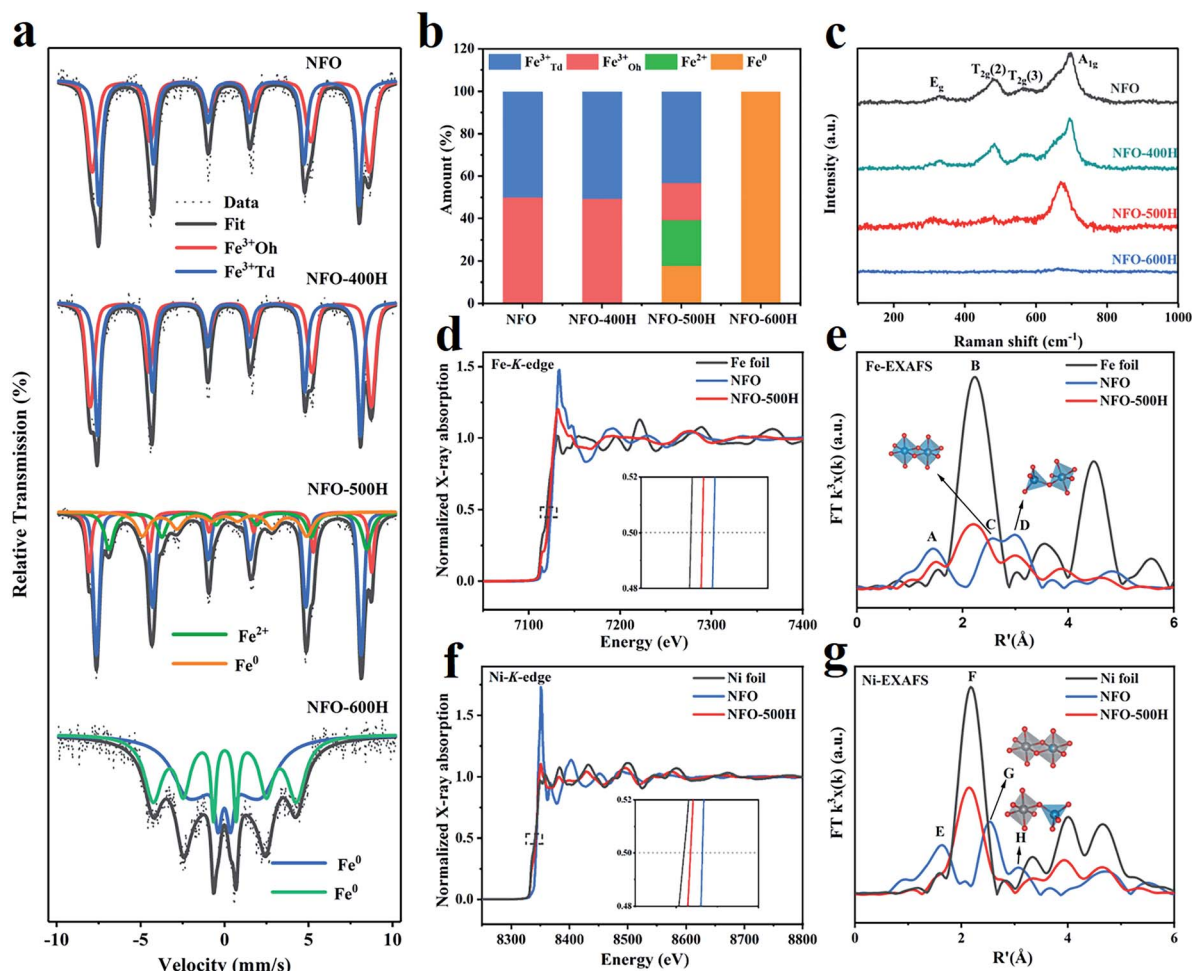 a
NFO
Data
Fit
Fe3+Oh
Fe3+Td
NFO-400H
NFO-500H
Fe2+
Fe0
NFO-600H
Fe0
Fe0
Relative Transmission (%)
-10 -5 0 5 10
Velocity (mm/s)
b
Fe3+Td Fe3+Oh Fe2+ Fe0
Amount (%)
120
100
80
60
40
20
0
NFO NFO-400H NFO-500H NFO-600H
c
Intensity (a.u.)
Eg T2g(2) T2g(3) A1g
NFO
NFO-400H
NFO-500H
NFO-600H
200 400 600 800 1000
Raman shift (cm-1)
d
Fe-K-edge
Fe foil
NFO
NFO-500H
Normalized X-ray absorption
1.5
1.0
0.5
0.0
0.52
0.50
0.48
7100 7200 7300 7400
Energy (eV)
e
Fe-EXAFS
Fe foil
NFO
NFO-500H
FT k3x(k) (a.u.)
A B C D
0 2 4 6
R'(Å)
f
Ni-K-edge
Ni foil
NFO
NFO-500H
Normalized X-ray absorption
1.5
1.0
0.5
0.0
0.52
0.50
0.48
8300 8400 8500 8600 8700 8800
Energy (eV)
g
Ni-EXAFS
Ni foil
NFO
NFO-500H
FT k3x(k) (a.u.)
E F G H
0 2 4 6
R'(Å)